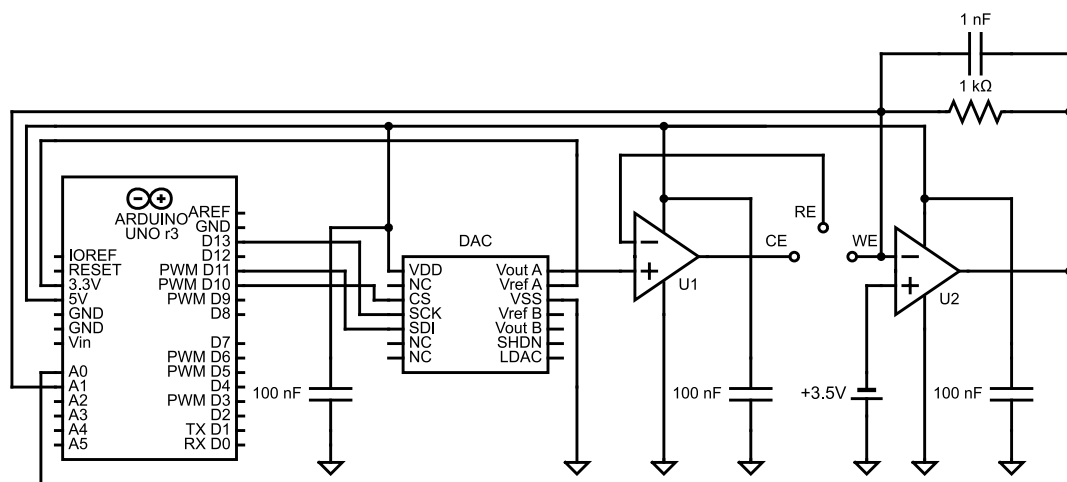 1 nF
1 kΩ
ARDUINO
UNO r3
AREF
GND
D13
IOREF
D12
RESET
PWM D11
3.3V
PWM D10
5V
PWM D9
GND
D8
GND
Vin
D7
PWM D6
A0
PWM D5
A1
D4
A2
PWM D3
A3
D2
A4
TX D1
A5
RX D0
100 nF
DAC
VDD
Vout A
NC
Vref A
CS
VSS
SCK
Vref B
SDI
Vout B
NC
SHDN
NC
LDAC
−
+
U1
100 nF
CE
RE
WE
−
+
U2
+3.5V
100 nF